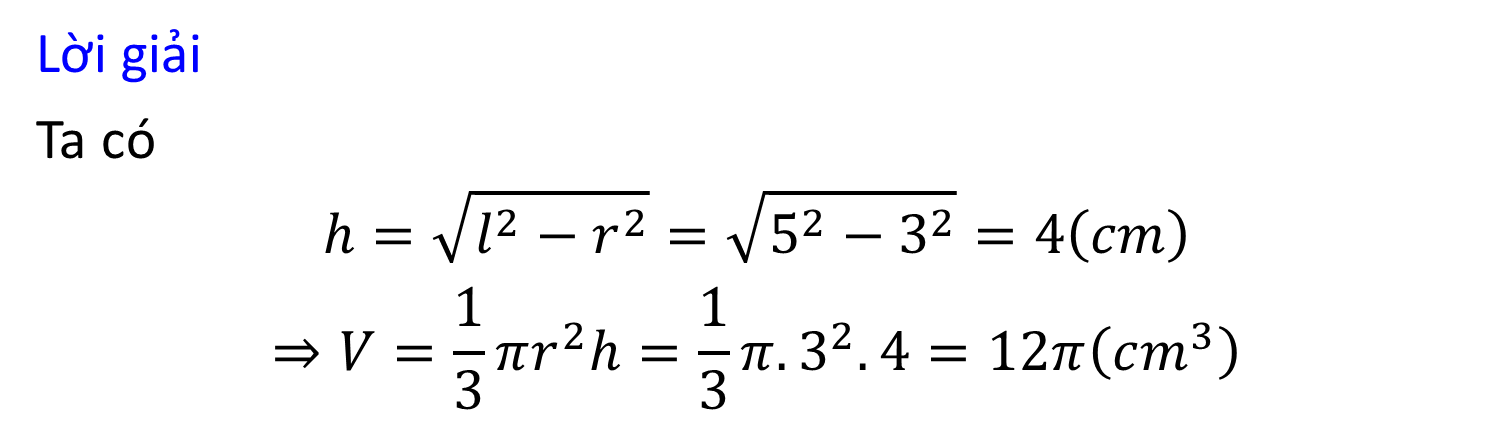 Lời giải
Ta có
h = √(l² − r²) = √(5² − 3²) = 4(cm)
⇒ V = 1/3 πr²h = 1/3 π. 3². 4 = 12π(cm³)